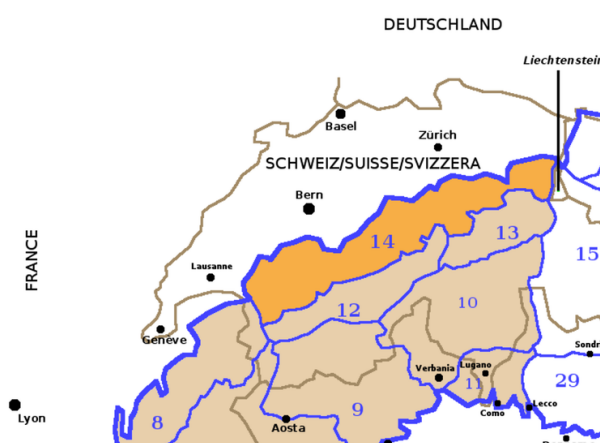 DEUTSCHLAND
Liechtenstein
Basel
Zürich
SCHWEIZ/SUISSE/SVIZZERA
Bern
13
14
FRANCE
15
Lausanne
10
12
Genève
Sondr
Verbania
Lugano
11
29
Lyon
8
9
Como
Lecco
Aosta